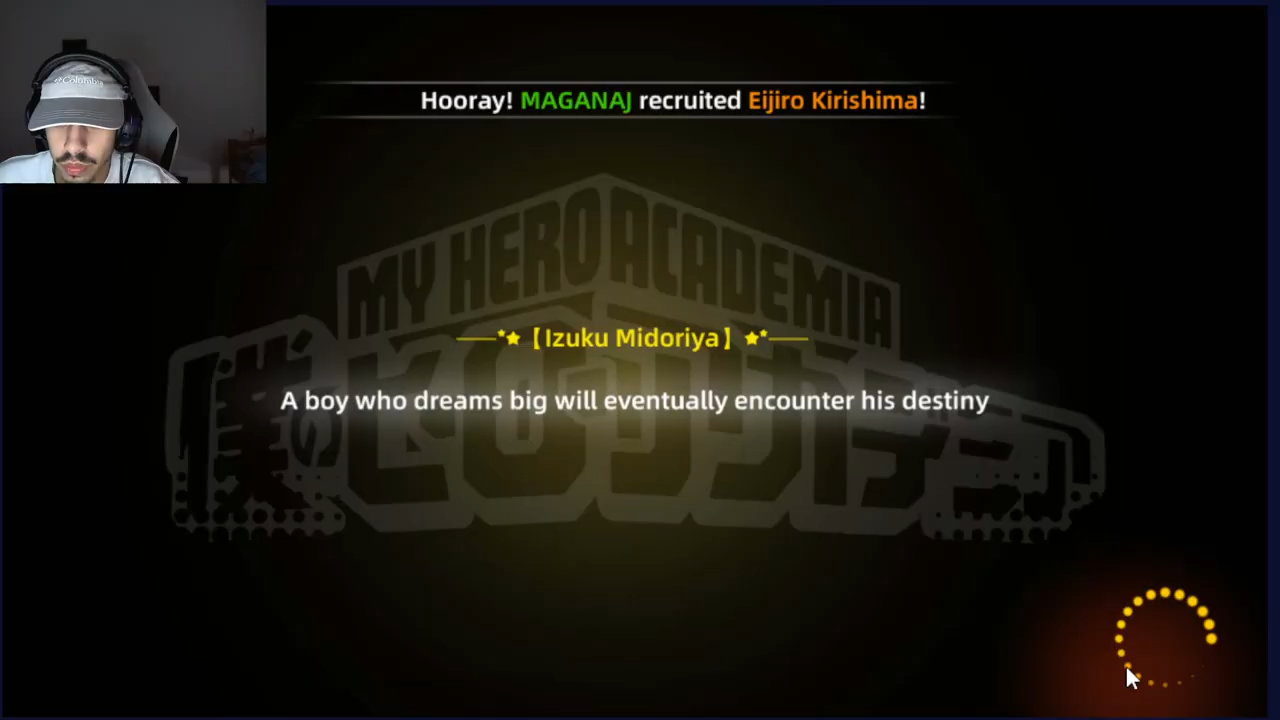 Columbia
Hooray! MAGANAJ recruited Eijiro Kirishima!
MY HERO ACADEMIA
【Izuku Midoriya】
A boy who dreams big will eventually encounter his destiny
僕のヒーローアカデミア